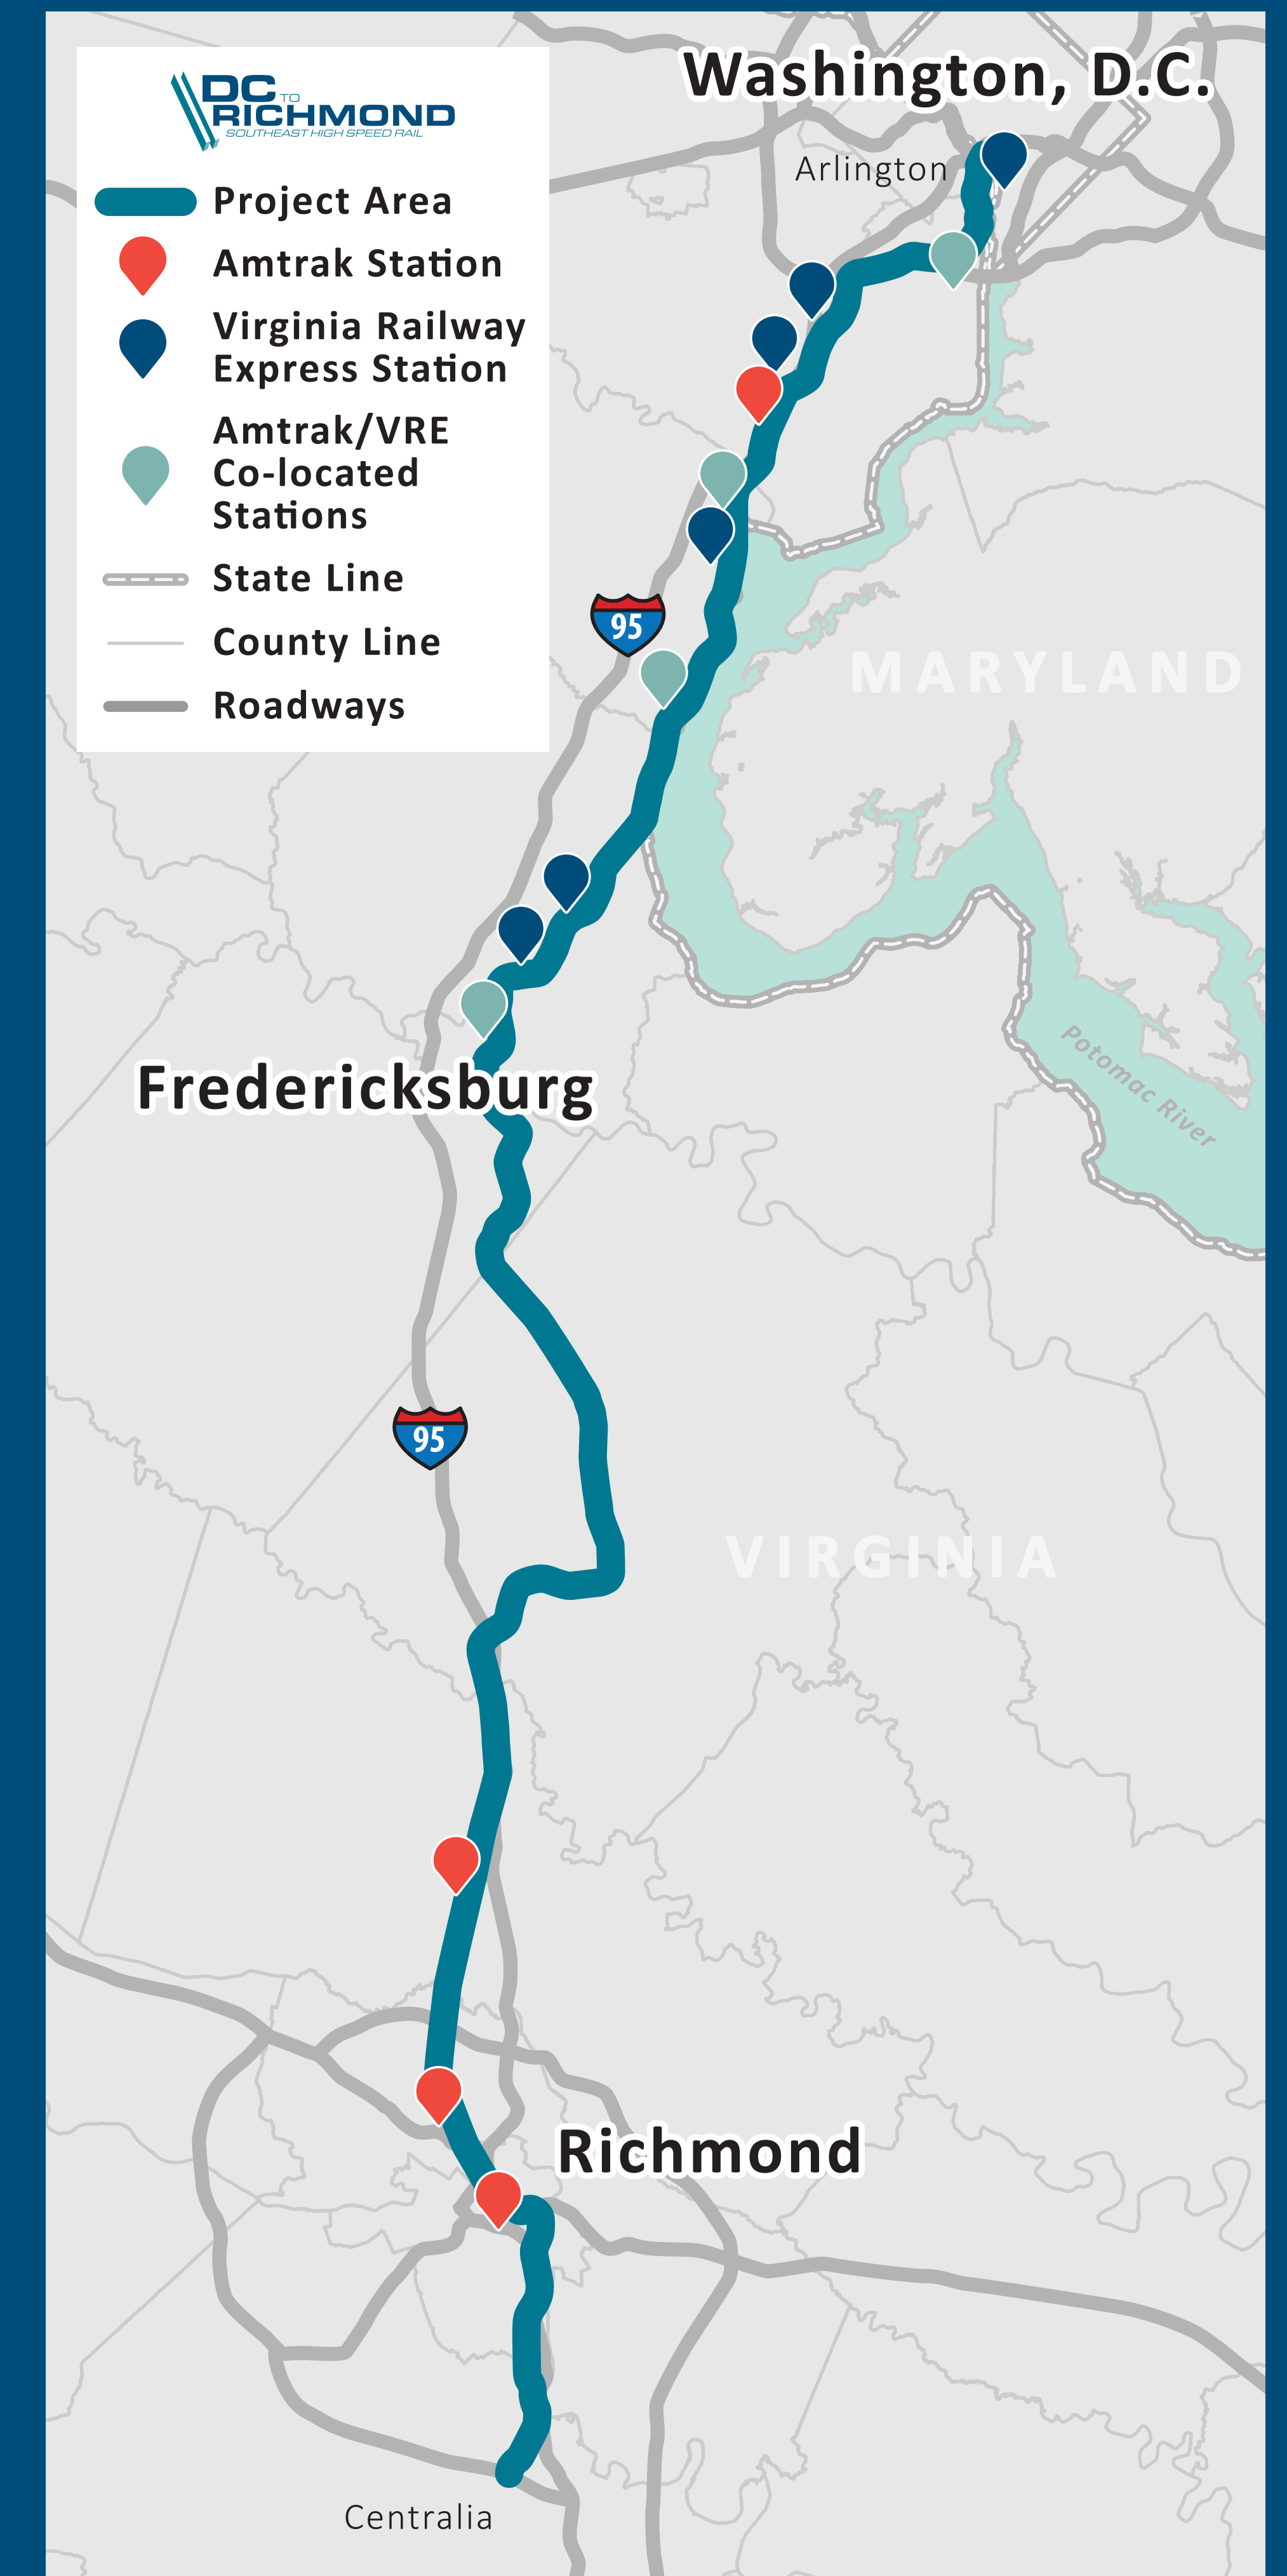 DC TO
RICHMOND
SOUTHEAST HIGH SPEED RAIL
Project Area
Amtrak Station
Virginia Railway
Express Station
Amtrak/VRE
Co-located
Stations
State Line
County Line
Roadways
Washington, D.C.
Arlington
95
MARYLAND
Potomac River
Fredericksburg
95
VIRGINIA
Richmond
Centralia